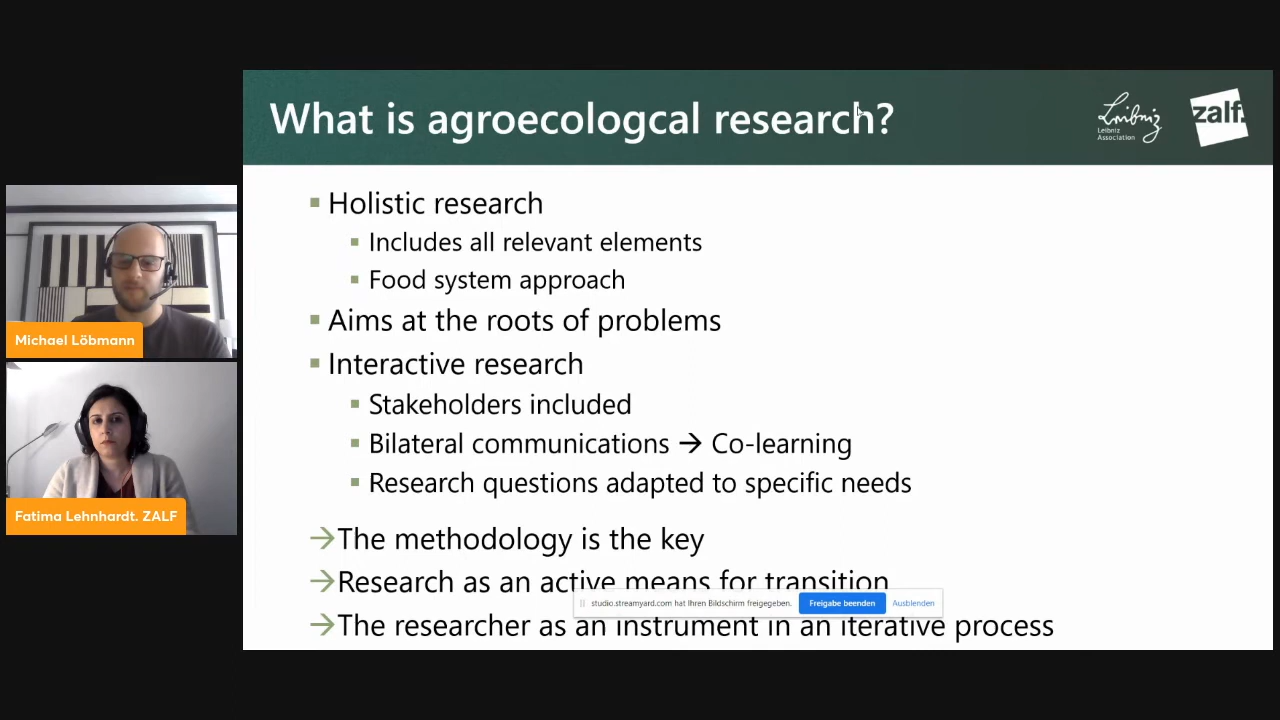 What is agroecologcal research?
Leibniz
Leibniz
Association
zalf.
Holistic research
Includes all relevant elements
Food system approach
Aims at the roots of problems
Interactive research
Stakeholders included
Bilateral communications → Co-learning
Research questions adapted to specific needs
→The methodology is the key
→Research as an active means for transition
studio.streamyard.com hat Ihren Bildschirm freigegeben. Freigabe beenden Ausblenden
→The researcher as an instrument in an iterative process
Michael Löbmann
Fatima Lehnhardt. ZALF